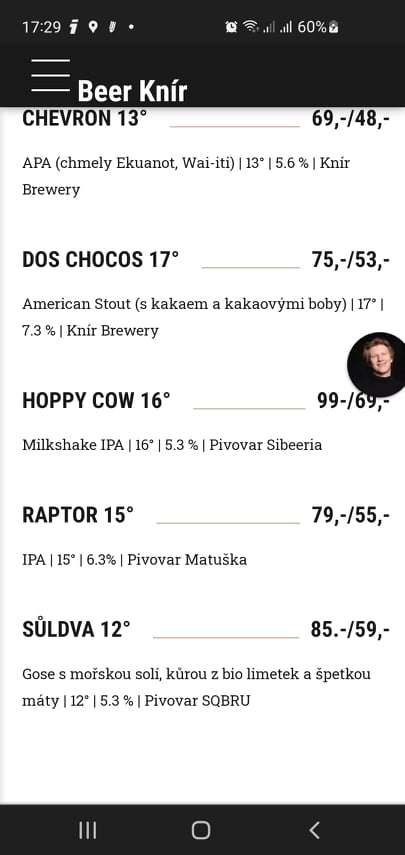 17:29 60%
Beer Knír
CHEVRON 13° 69,-/48,-
APA (chmely Ekuanot, Wai-iti) | 13° | 5.6 % | Knír
Brewery
DOS CHOCOS 17° 75,-/53,-
American Stout (s kakaem a kakaovými boby) | 17° |
7.3 % | Knír Brewery
HOPPY COW 16° 99-/69,-
Milkshake IPA | 16° | 5.3 % | Pivovar Sibeeria
RAPTOR 15° 79,-/55,-
IPA | 15° | 6.3% | Pivovar Matuška
SŮLDVA 12° 85.-/59,-
Gose s mořskou solí, kůrou z bio limetek a špetkou
máty | 12° | 5.3 % | Pivovar SQBRU